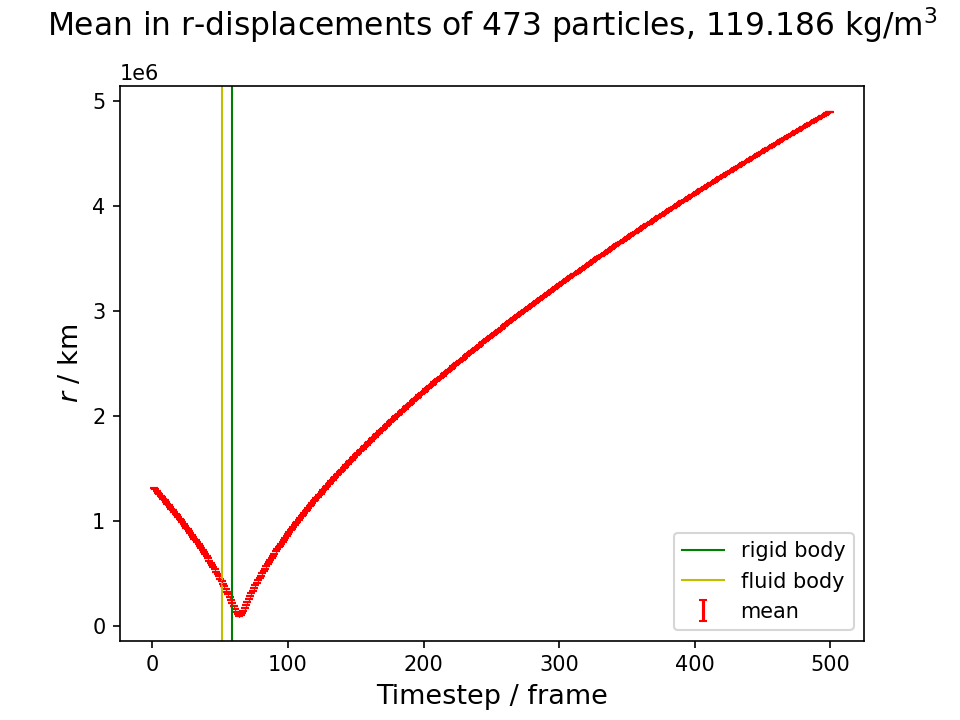 Mean in r-displacements of 473 particles, 119.186 kg/m³
1e6
5
4
3
2
1
0
r / km
0 100 200 300 400 500
Timestep / frame
rigid body
fluid body
mean